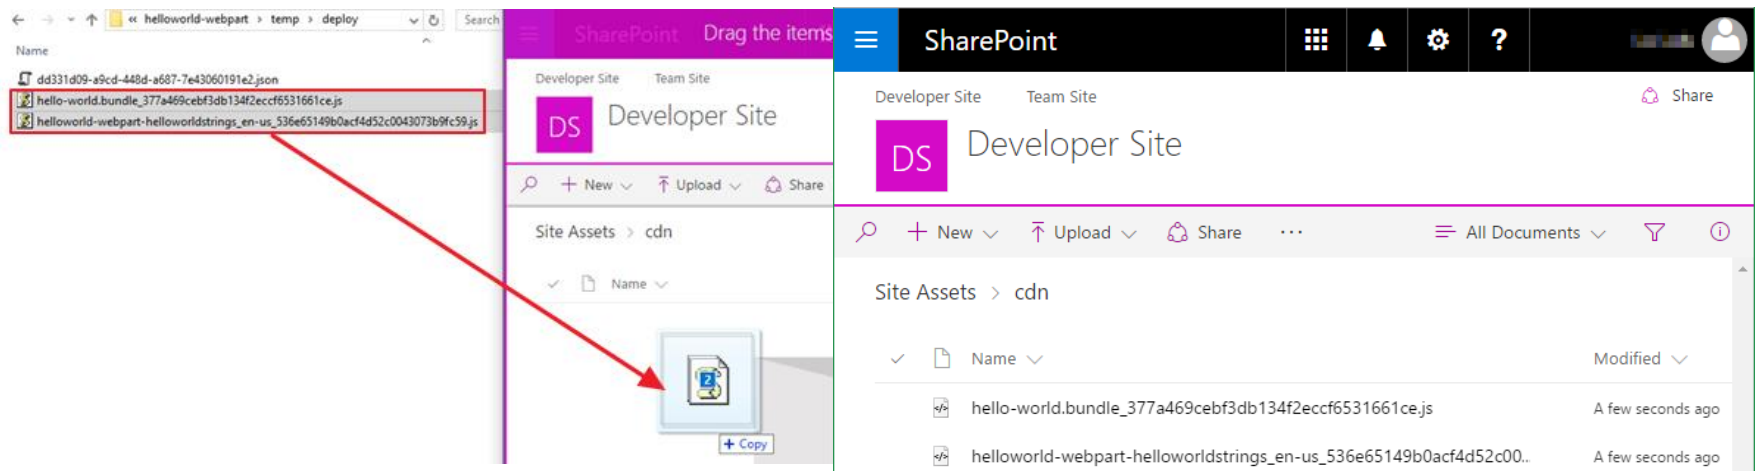 « helloworld-webpart › temp › deploy
Search
Name
dd331d09-a9cd-448d-a687-7e43060191e2.json
hello-world.bundle_377a469cebf3db134f2eccf6531661ce.js
helloworld-webpart-helloworldstrings_en-us_536e65149b0acf4d52c0043073b9fc59.js
SharePoint Drag the items
Developer Site Team Site
DS
Developer Site
+ New Upload Share
Site Assets > cdn
Name
2
+ Copy
SharePoint
?
Developer Site Team Site
Share
DS
Developer Site
+ New Upload Share ... All Documents
Site Assets > cdn
Name Modified
hello-world.bundle_377a469cebf3db134f2eccf6531661ce.js A few seconds ago
helloworld-webpart-helloworldstrings_en-us_536e65149b0acf4d52c00... A few seconds ago